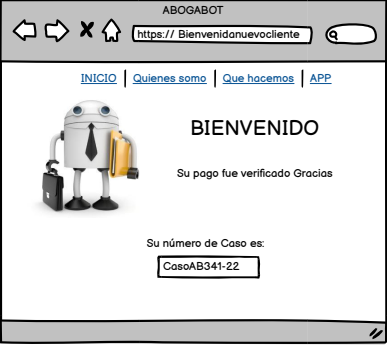 ABOGABOT
https:// Bienvenidanuevocliente
INICIO
Quienes somo
Que hacemos
APP
BIENVENIDO
Su pago fue verificado Gracias
Su número de Caso es:
CasoAB341-22